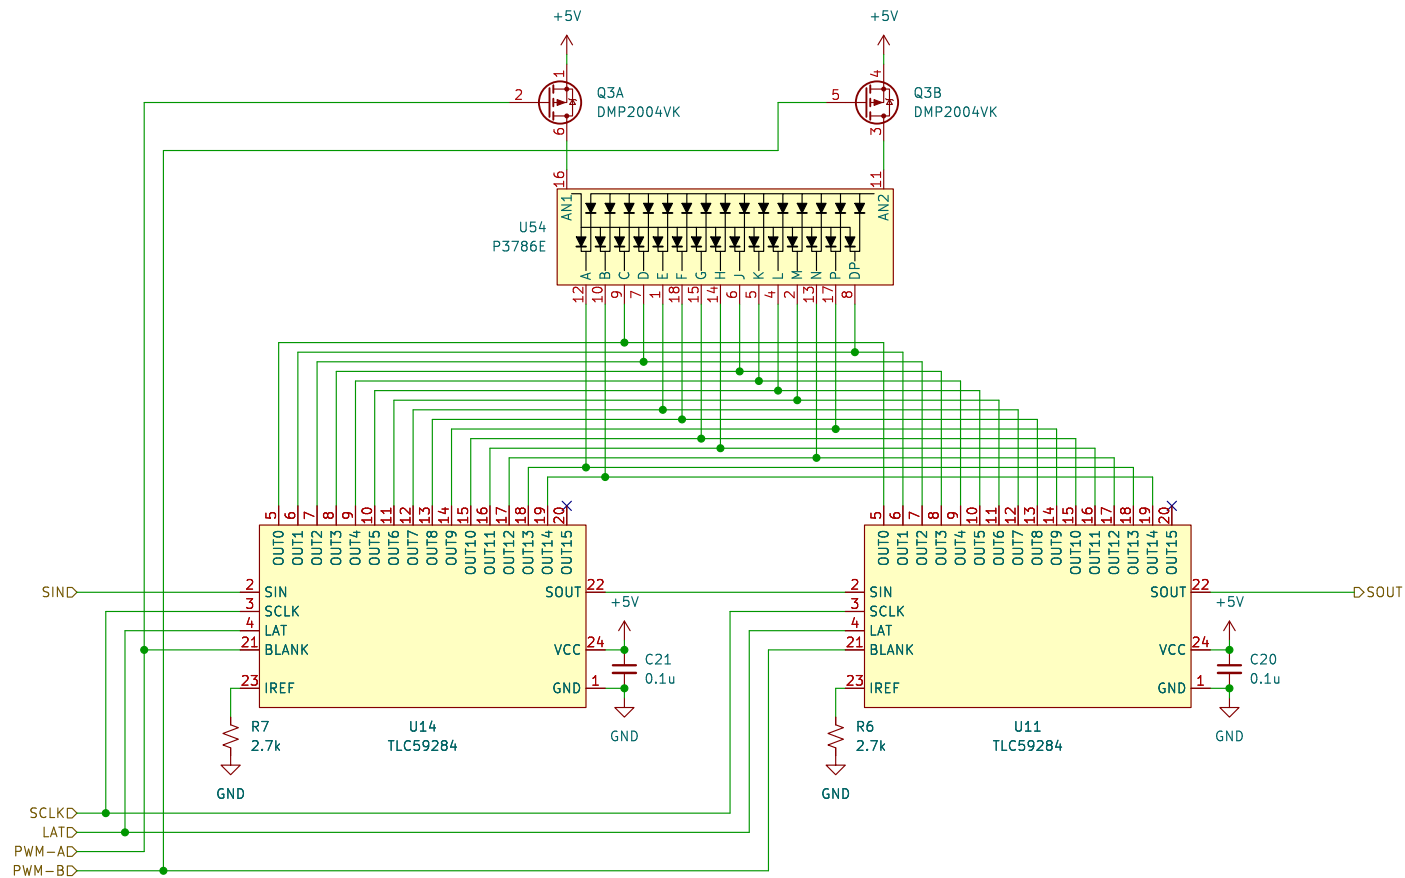 +5V
+5V
1
4
2
Q3A
DMP2004VK
5
Q3B
DMP2004VK
6
3
16
11
AN1
AN2
U54
P3786E
A B C D E F G H J K L M N P DP
12 10 9 7 1 18 15 14 6 5 4 2 13 17 8
5 6 7 8 9 10 11 12 13 14 15 16 17 18 19 20
OUT0 OUT1 OUT2 OUT3 OUT4 OUT5 OUT6 OUT7 OUT8 OUT9 OUT10 OUT11 OUT12 OUT13 OUT14 OUT15
5 6 7 8 9 10 11 12 13 14 15 16 17 18 19 20
OUT0 OUT1 OUT2 OUT3 OUT4 OUT5 OUT6 OUT7 OUT8 OUT9 OUT10 OUT11 OUT12 OUT13 OUT14 OUT15
SIN
2 SIN
3 SCLK
4 LAT
21 BLANK
23 IREF
SOUT 22
+5V
VCC 24
GND 1
C21
0.1u
GND
U14
TLC59284
R7
2.7k
GND
2 SIN
3 SCLK
4 LAT
21 BLANK
23 IREF
SOUT 22
SOUT
+5V
VCC 24
GND 1
C20
0.1u
GND
U11
TLC59284
R6
2.7k
GND
SCLK
LAT
PWM-A
PWM-B